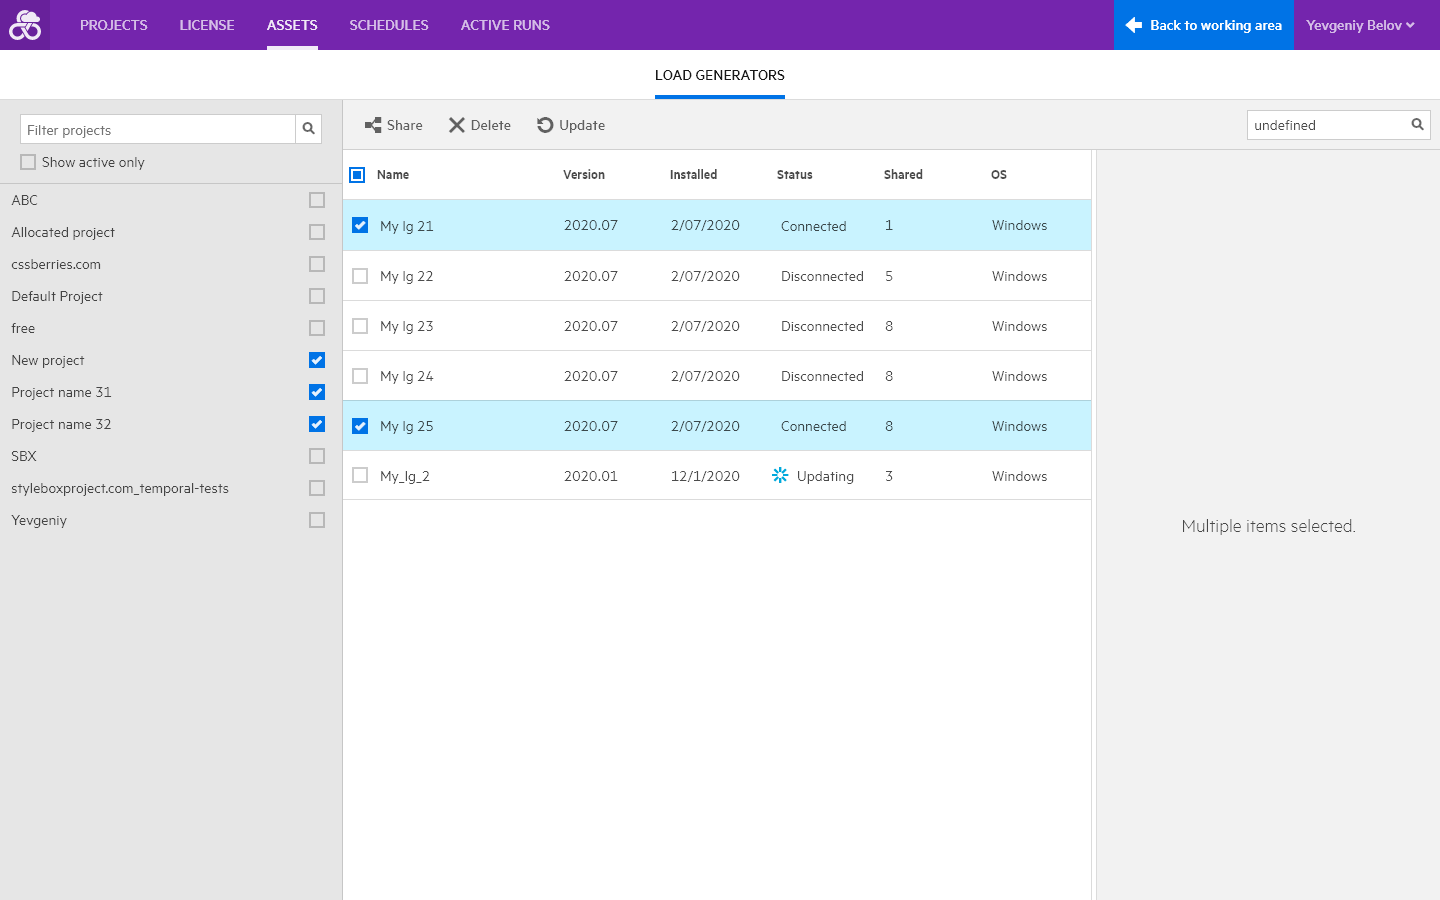 PROJECTS LICENSE ASSETS SCHEDULES ACTIVE RUNS Back to working area Yevgeniy Belov
LOAD GENERATORS
Filter projects
Show active only
ABC
Allocated project
cssberries.com
Default Project
free
New project
Project name 31
Project name 32
SBX
styleboxproject.com_temporal-tests
Yevgeniy
Share Delete Update undefined
Name Version Installed Status Shared OS
My lg 21 2020.07 2/07/2020 Connected 1 Windows
My lg 22 2020.07 2/07/2020 Disconnected 5 Windows
My lg 23 2020.07 2/07/2020 Disconnected 8 Windows
My lg 24 2020.07 2/07/2020 Disconnected 8 Windows
My lg 25 2020.07 2/07/2020 Connected 8 Windows
My_lg_2 2020.01 12/1/2020 Updating 3 Windows
Multiple items selected.